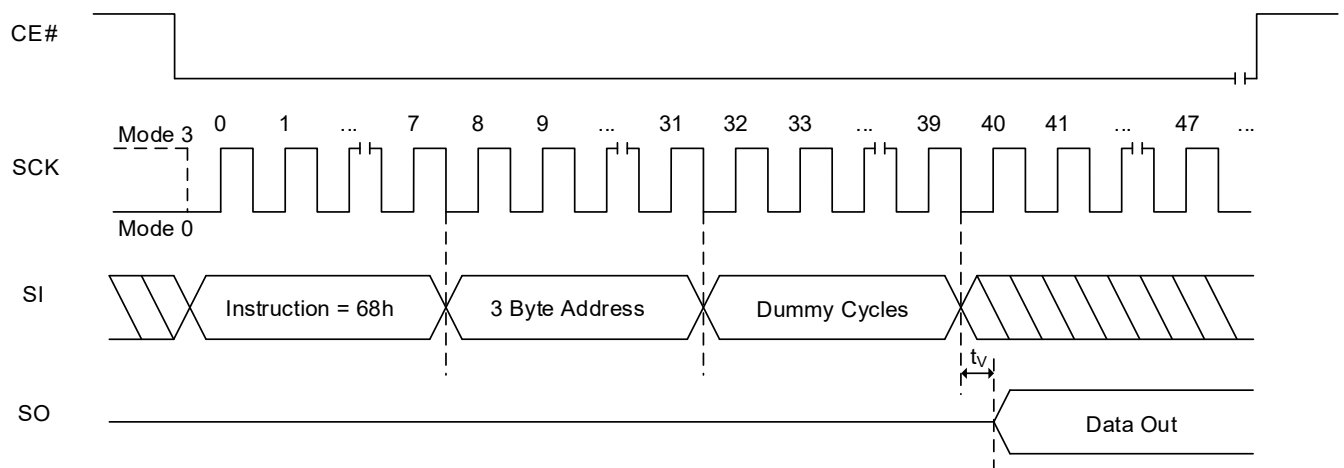 CE#
Mode 3
0 1 ... 7 8 9 ... 31 32 33 ... 39 40 41 ... 47 ...
SCK
Mode 0
SI
Instruction = 68h
3 Byte Address
Dummy Cycles
tV
SO
Data Out